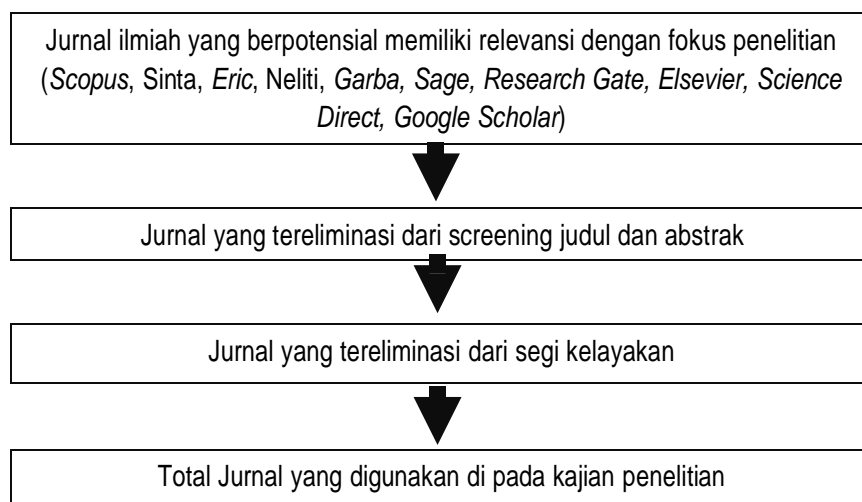 Jurnal ilmiah yang berpotensial memiliki relevansi dengan fokus penelitian
(Scopus, Sinta, Eric, Neliti, Garba, Sage, Research Gate, Elsevier, Science
Direct, Google Scholar)
Jurnal yang tereliminasi dari screening judul dan abstrak
Jurnal yang tereliminasi dari segi kelayakan
Total Jurnal yang digunakan di pada kajian penelitian